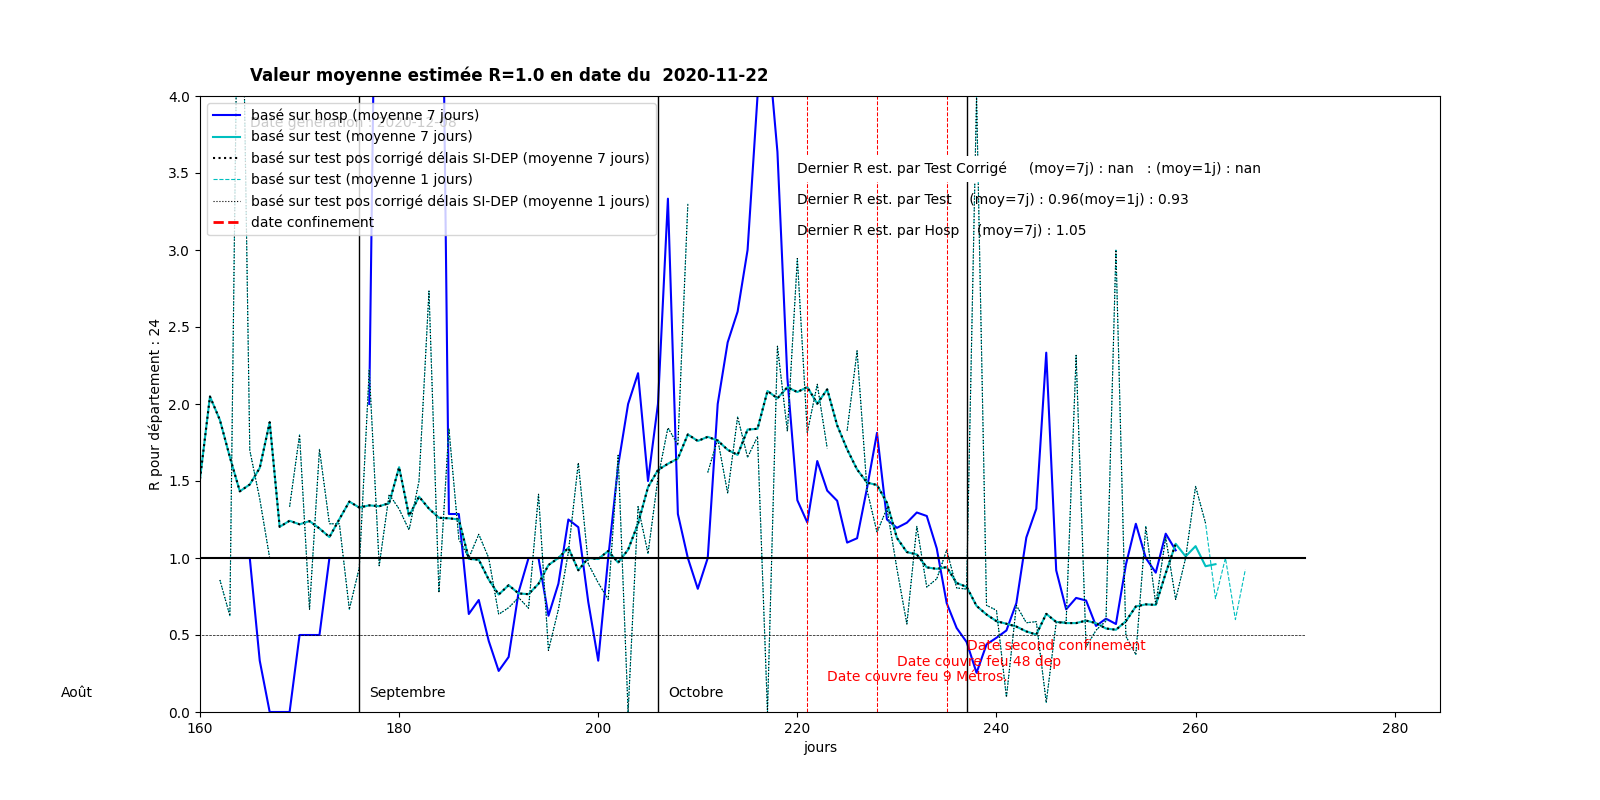 Valeur moyenne estimée R=1.0 en date du  2020-11-22
4.0
3.5
3.0
2.5
2.0
1.5
1.0
0.5
0.0
R pour département : 24
basé sur hosp (moyenne 7 jours)
basé sur test (moyenne 7 jours)
basé sur test pos corrigé délais SI-DEP (moyenne 7 jours)
basé sur test (moyenne 1 jours)
basé sur test pos corrigé délais SI-DEP (moyenne 1 jours)
date confinement
Dernier R est. par Test Corrigé     (moy=7j) : nan   : (moy=1j) : nan
Dernier R est. par Test    (moy=7j) : 0.96(moy=1j) : 0.93
Dernier R est. par Hosp    (moy=7j) : 1.05
Date second confinement
Date couvre feu 48 dep
Date couvre feu 9 Metros
Août
Septembre
Octobre
160 180 200 220 240 260 280
jours